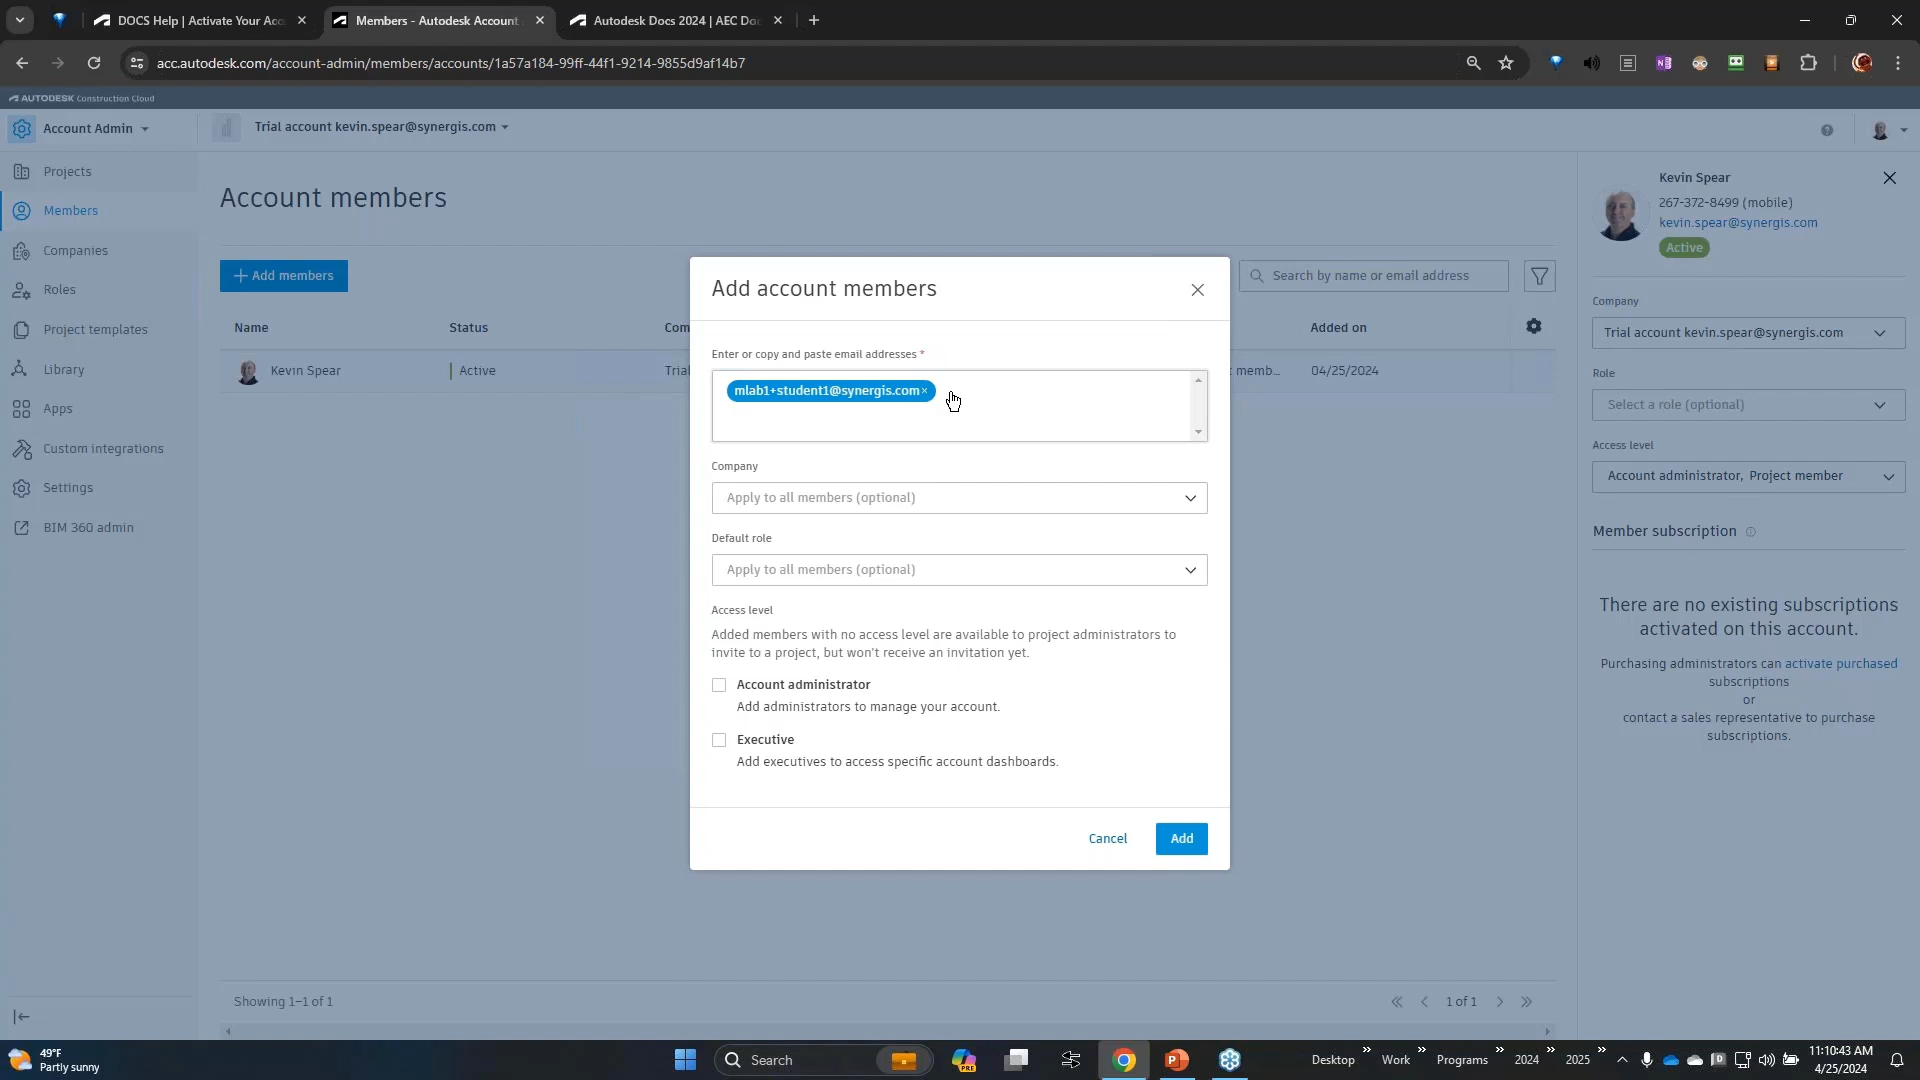 DOCS Help | Activate Your Acc
Members - Autodesk Account
Autodesk Docs 2024 | AEC Do
acc.autodesk.com/account-admin/members/accounts/1a57a184-99ff-44f1-9214-9855d9af14b7
AUTODESK Construction Cloud
Account Admin
Trial account kevin.spear@synergis.com
Projects
Members
Companies
Roles
Project templates
Library
Apps
Custom integrations
Settings
BIM 360 admin
Account members
+ Add members
Search by name or email address
Name
Status
Com
Added on
Kevin Spear
Active
Trial
t memb...
04/25/2024
Showing 1–1 of 1
1 of 1
Add account members
Enter or copy and paste email addresses *
mlab1+student1@synergis.com×
Company
Apply to all members (optional)
Default role
Apply to all members (optional)
Access level
Added members with no access level are available to project administrators to
invite to a project, but won't receive an invitation yet.
Account administrator
Add administrators to manage your account.
Executive
Add executives to access specific account dashboards.
Cancel
Add
Kevin Spear
267-372-8499 (mobile)
kevin.spear@synergis.com
Active
Company
Trial account kevin.spear@synergis.com
Role
Select a role (optional)
Access level
Account administrator, Project member
Member subscription
There are no existing subscriptions
activated on this account.
Purchasing administrators can activate purchased
subscriptions
or
contact a sales representative to purchase
subscriptions.
49°F
Partly sunny
Search
PRE
Desktop
Work
Programs
2024
2025
11:10:43 AM
4/25/2024